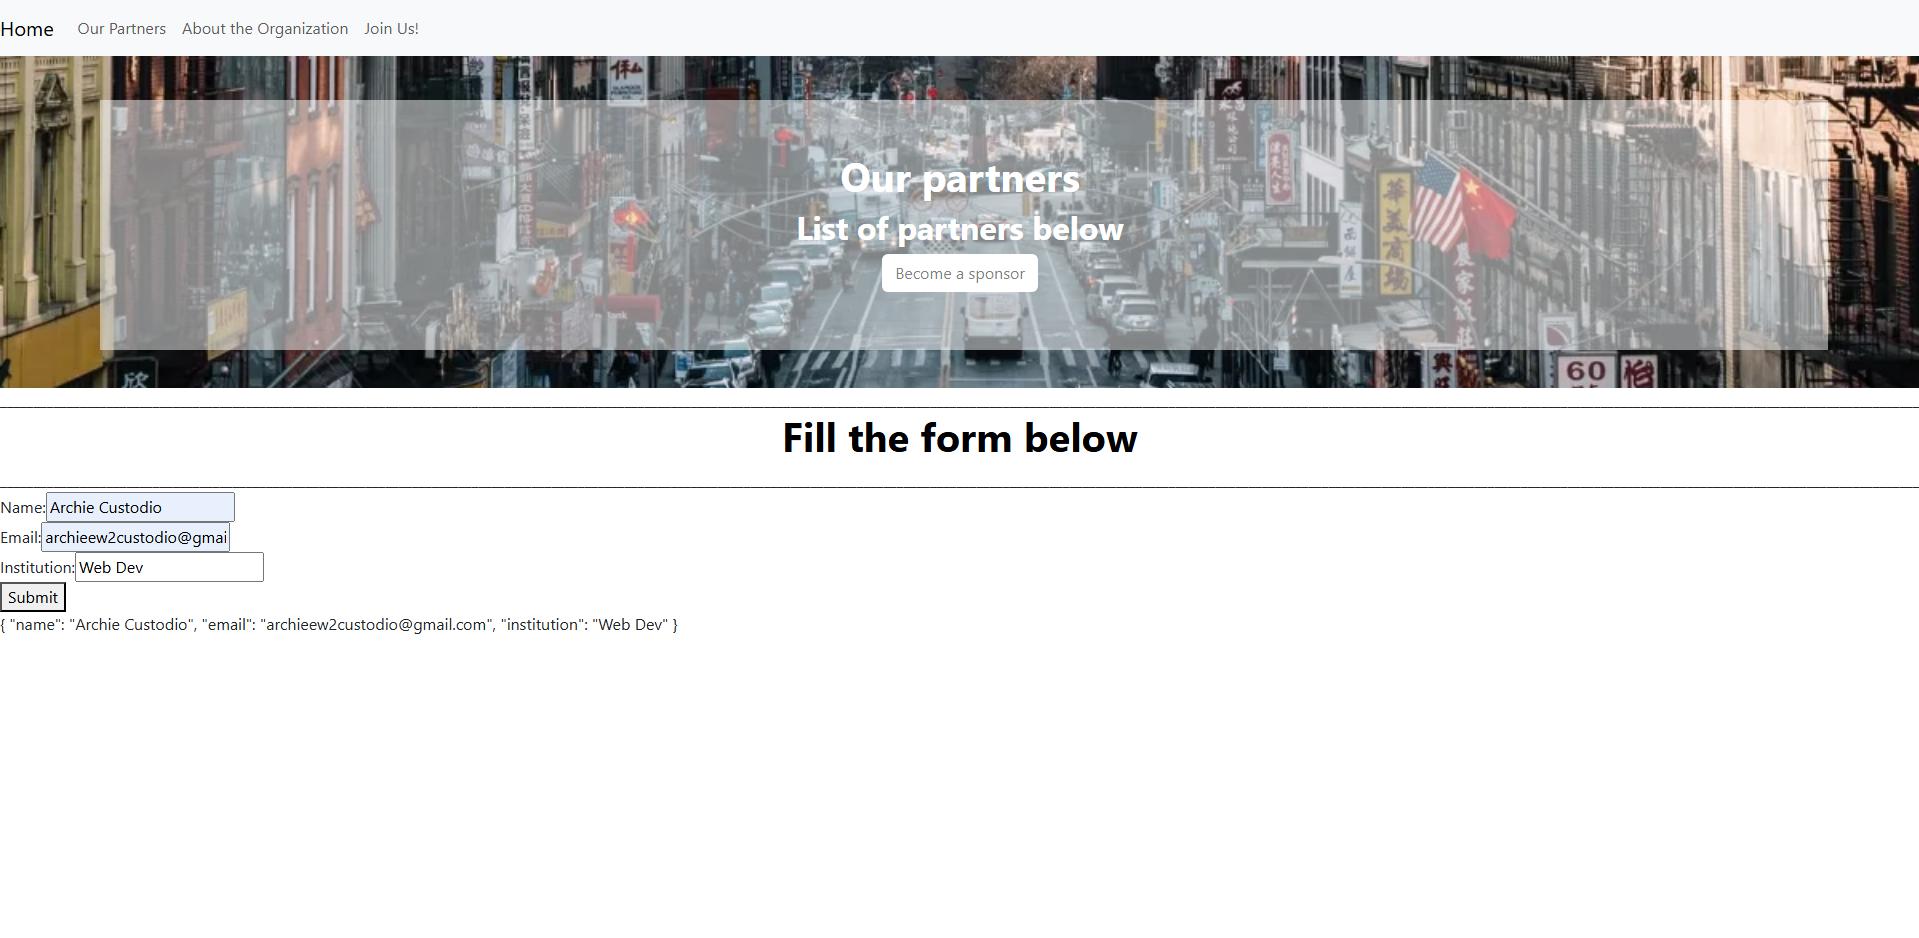 Home Our Partners About the Organization Join Us!
Our partners
List of partners below
Become a sponsor
60
Fill the form below
Name: Archie Custodio
Email: archieew2custodio@gmai
Institution: Web Dev
Submit
{ "name": "Archie Custodio", "email": "archieew2custodio@gmail.com", "institution": "Web Dev" }